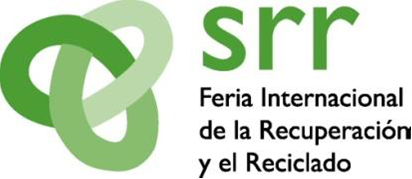 srr
Feria Internacional
de la Recuperación
y el Reciclado